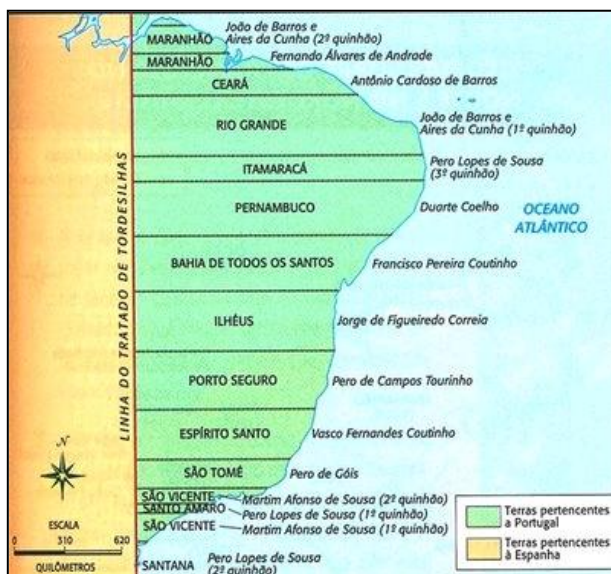 João de Barros e
Aires da Cunha (2º quinhão)
MARANHÃO
Fernando Álvares de Andrade
MARANHÃO
Antônio Cardoso de Barros
CEARÁ
João de Barros e
Aires da Cunha (1º quinhão)
RIO GRANDE
Pero Lopes de Sousa
(3º quinhão)
ITAMARACÁ
PERNAMBUCO
Duarte Coelho
OCEANO
ATLÂNTICO
LINHA DO TRATADO DE TORDESILHAS
BAHIA DE TODOS OS SANTOS
Francisco Pereira Coutinho
ILHÉUS
Jorge de Figueiredo Correia
PORTO SEGURO
Pero de Campos Tourinho
ESPÍRITO SANTO
Vasco Fernandes Coutinho
SÃO TOMÉ
Pero de Góis
SÃO VICENTE
Martim Afonso de Sousa (2º quinhão)
SANTO AMARO
Pero Lopes de Sousa (1º quinhão)
SÃO VICENTE
Martim Afonso de Sousa (1º quinhão)
SANTANA
Pero Lopes de Sousa
(2º quinhão)
N
ESCALA
0 310 620
QUILÔMETROS
Terras pertencentes
a Portugal
Terras pertencentes
à Espanha